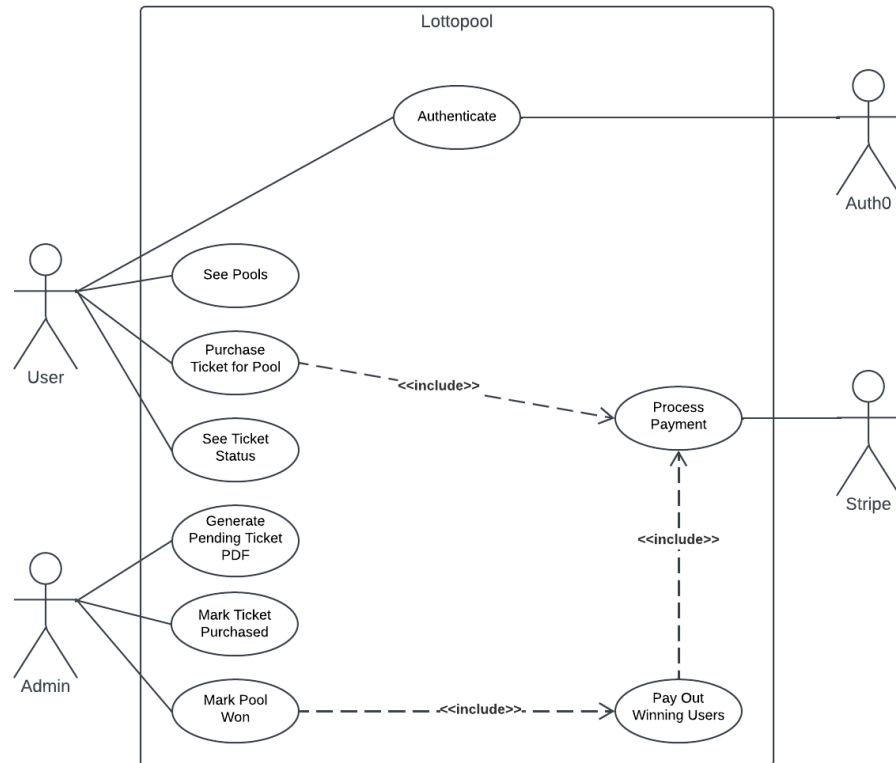 Lottopool
Authenticate
Auth0
See Pools
User
Purchase
Ticket for Pool
<<include>>
Process
Payment
Stripe
See Ticket
Status
Generate
Pending Ticket
PDF
<<include>>
Admin
Mark Ticket
Purchased
Mark Pool
Won
<<include>>
Pay Out
Winning Users